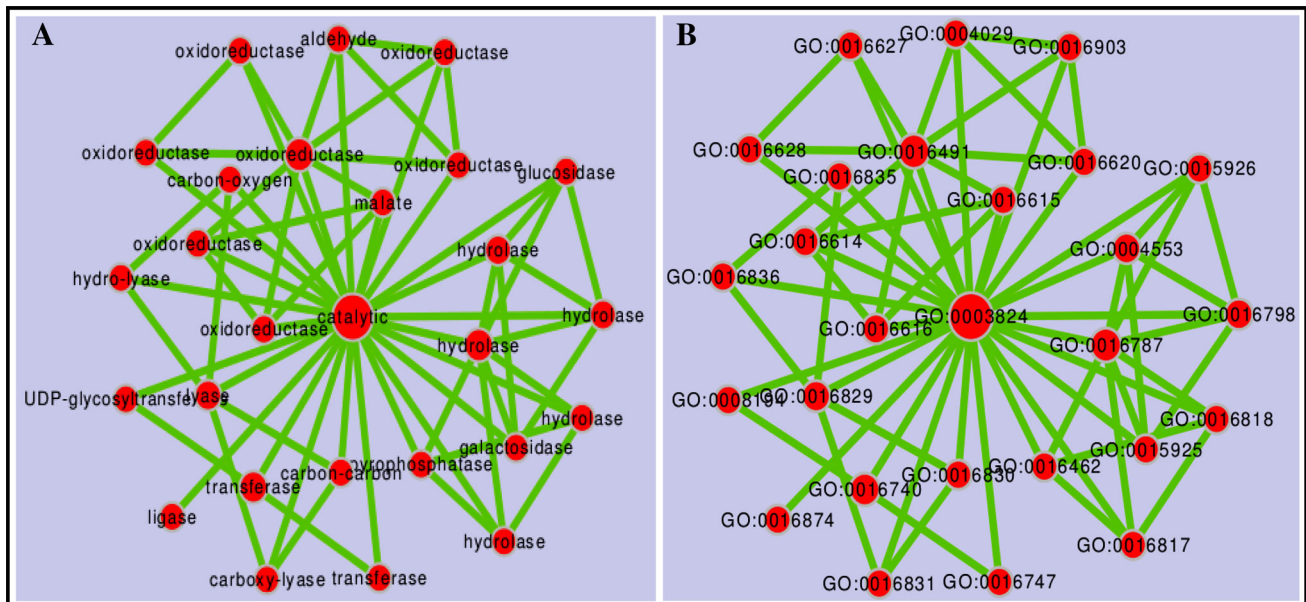 A
aldehyde
oxidoreductase
oxidoreductase
oxidoreductase
oxidoreductase
oxidoreductase
glucosidase
carbon-oxygen
malate
oxidoreductase
hydrolase
hydro-lyase
catalytic
hydrolase
oxidoreductase
hydrolase
UDP-glycosyltransferas
lyase
hydrolase
galactosidase
pyrophosphatase
carbon-carbon
transferase
ligase
hydrolase
carboxy-lyase
transferase
B
GO:0004029
GO:0016627
GO:0016903
GO:0016628
GO:0016491
GO:0016620
GO:0015926
GO:0016835
GO:0016615
GO:0016614
GO:0004553
GO:0016836
GO:0003824
GO:0016798
GO:0016616
GO:0016787
GO:0008194
GO:0016829
GO:0016818
GO:0015925
GO:0016462
GO:0016830
GO:0016740
GO:0016874
GO:0016817
GO:0016831
GO:0016747